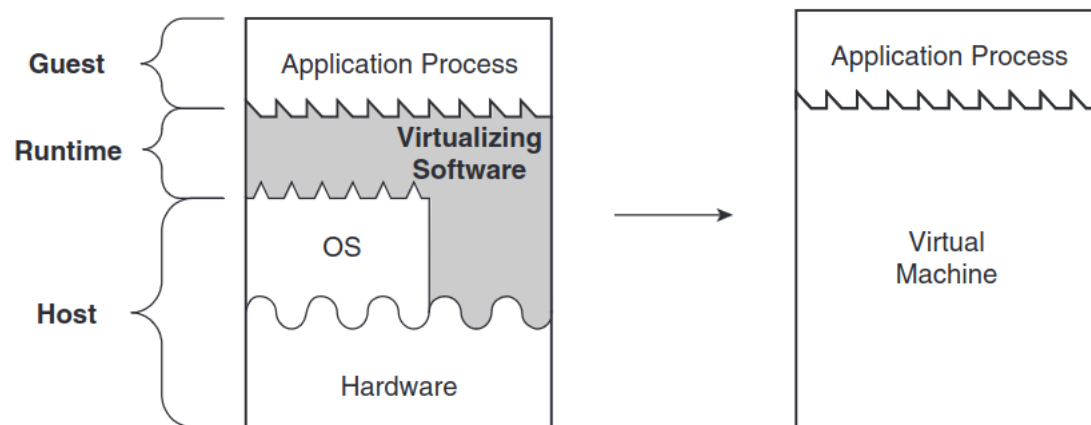 Guest
Application Process
Runtime
Virtualizing
Software
Host
OS
Hardware
Application Process
Virtual
Machine